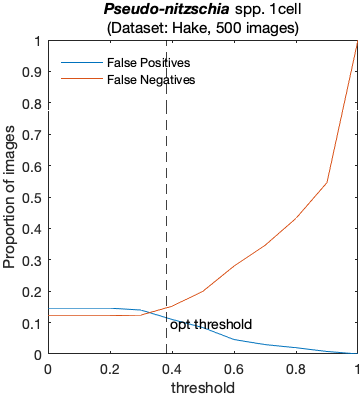 Pseudo-nitzschia spp. 1cell
(Dataset: Hake, 500 images)
1
0.9
0.8
0.7
0.6
0.5
0.4
0.3
0.2
0.1
0
Proportion of images
False Positives
False Negatives
opt threshold
0 0.2 0.4 0.6 0.8 1
threshold